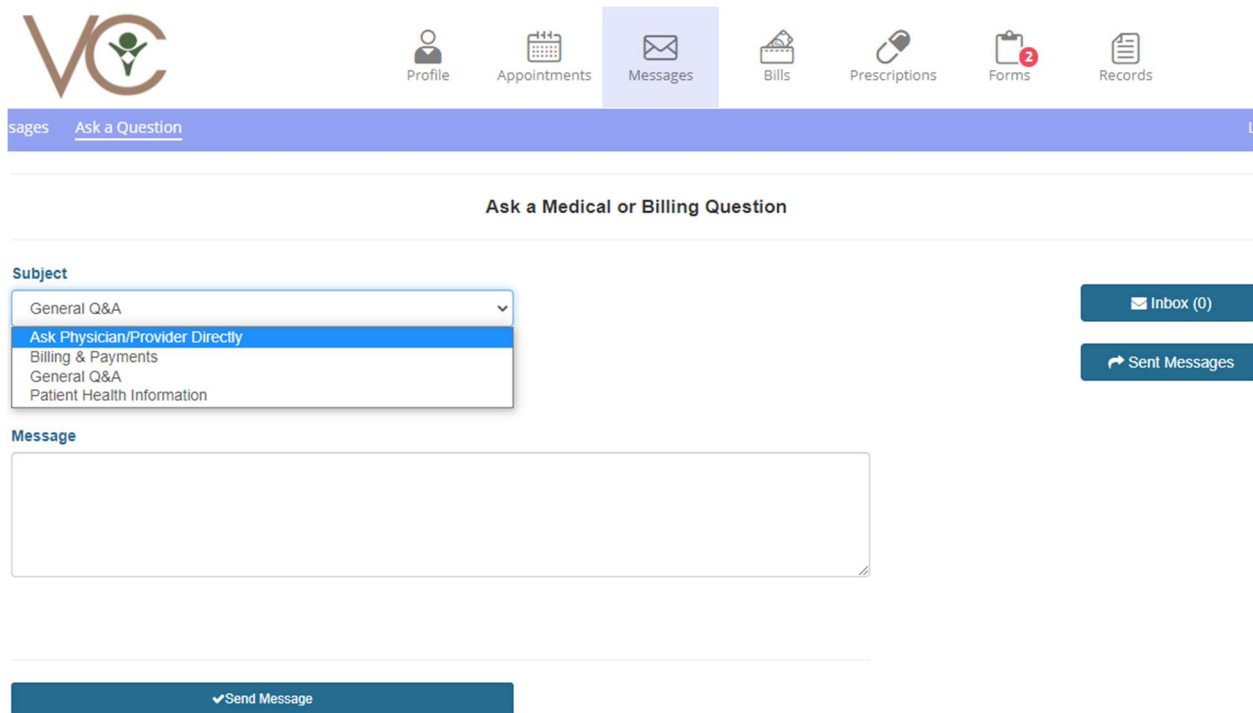 VC
2
Profile Appointments Messages Bills Prescriptions Forms Records
sages Ask a Question L
Ask a Medical or Billing Question
Subject
General Q&A
Inbox (0)
Ask Physician/Provider Directly
Billing & Payments
General Q&A
Patient Health Information
Sent Messages
Message
Send Message